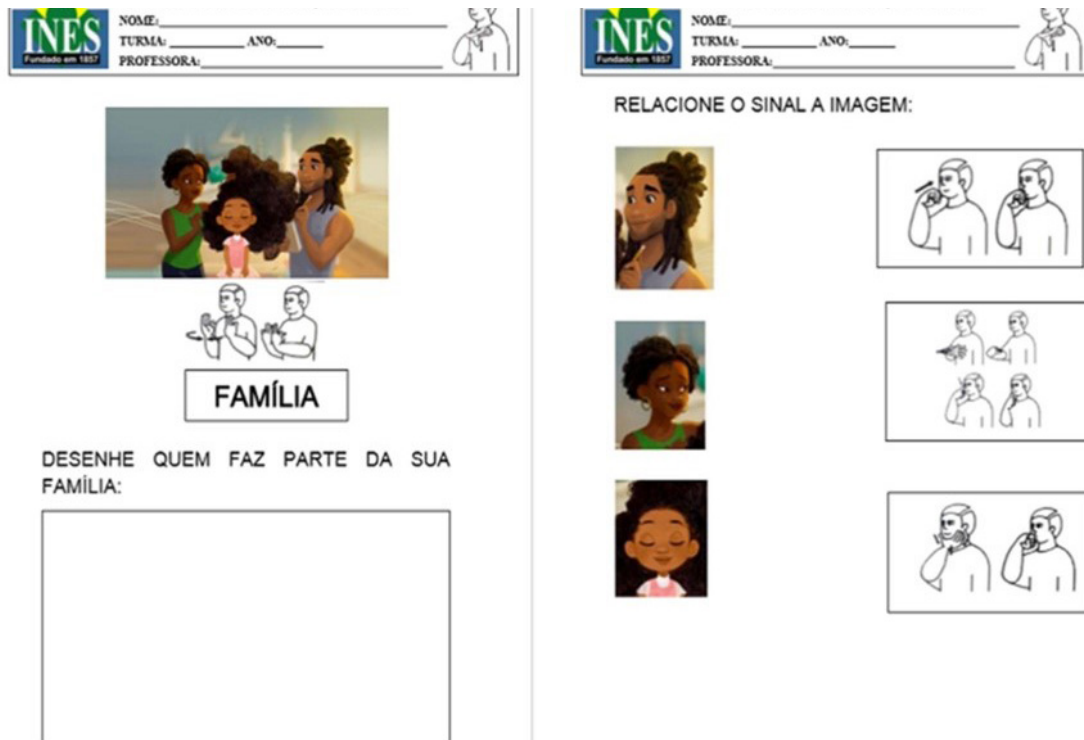 INES
Fundado em 1857
NOME:
TURMA: ANO:
PROFESSORA:
FAMÍLIA
DESENHE QUEM FAZ PARTE DA SUA
FAMÍLIA:
INES
Fundado em 1857
NOME:
TURMA: ANO:
PROFESSORA:
RELACIONE O SINAL A IMAGEM: